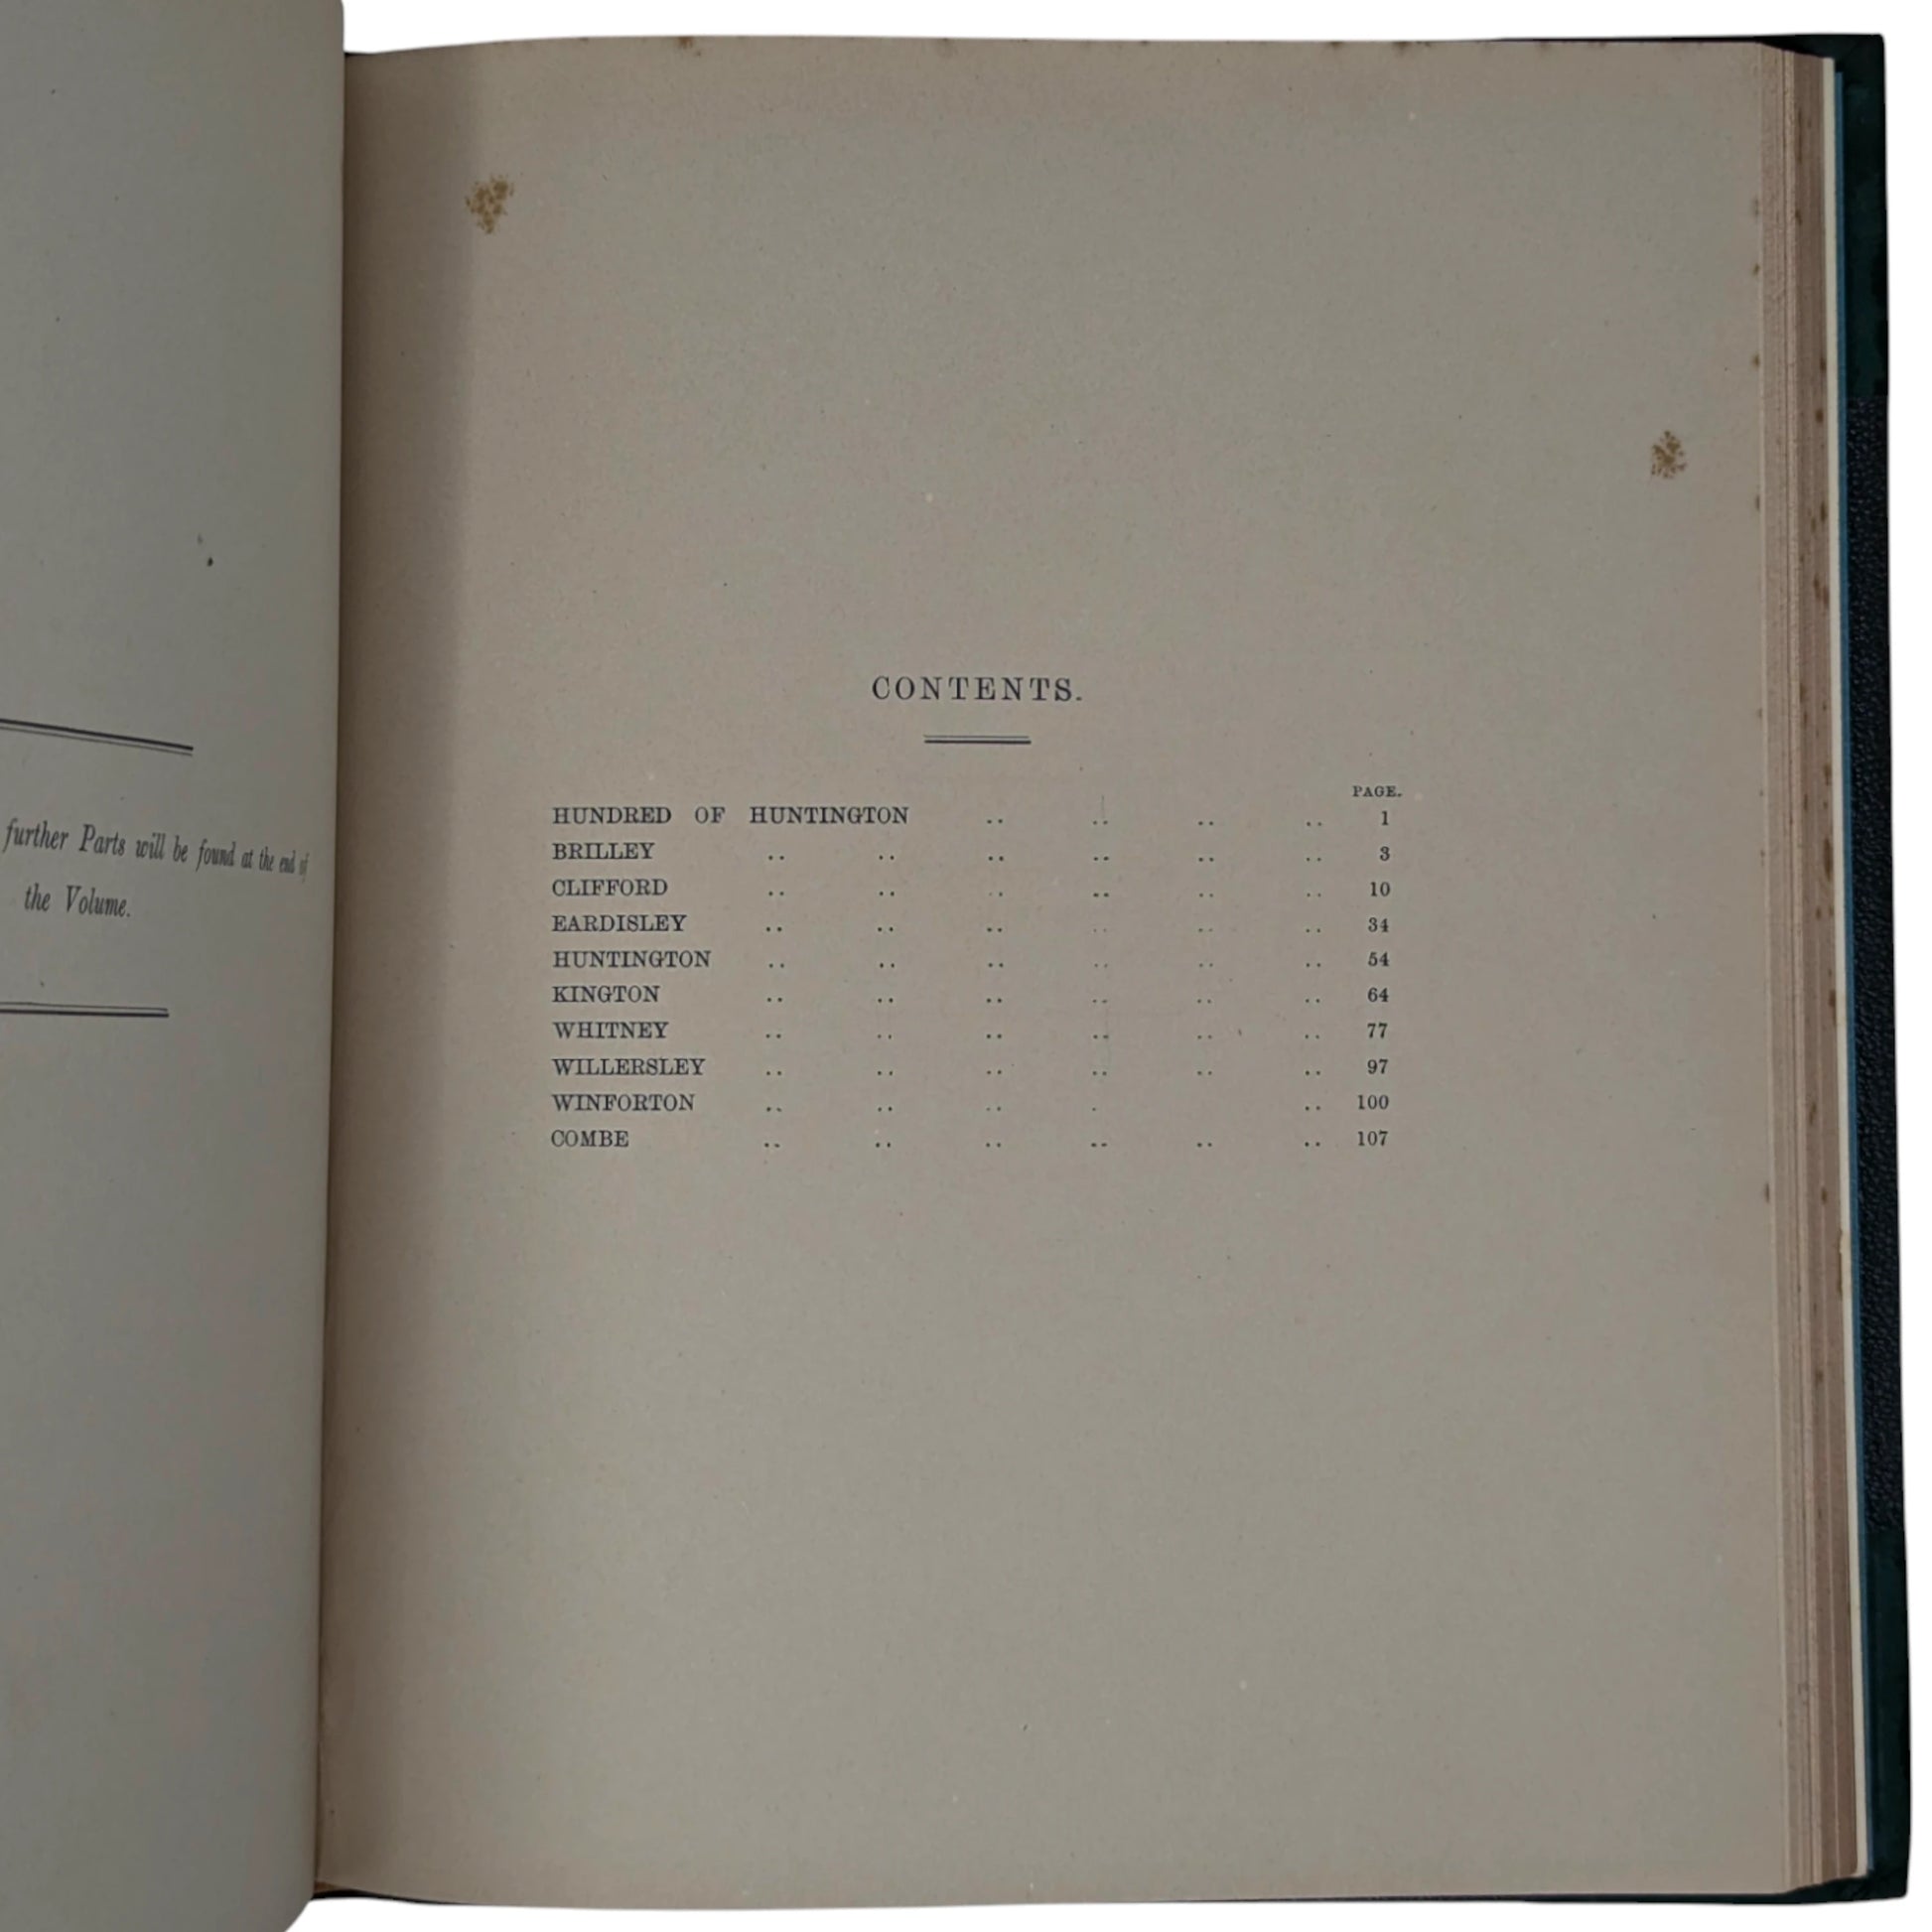 further Parts will be found at the end of
the Volume.
CONTENTS.
PAGE.
HUNDRED OF HUNTINGTON .. .. .. .. 1
BRILLEY .. .. .. .. .. .. 3
CLIFFORD .. .. .. .. .. .. 10
EARDISLEY .. .. .. .. .. .. 34
HUNTINGTON .. .. .. .. .. .. 54
KINGTON .. .. .. .. .. .. 64
WHITNEY .. .. .. .. .. .. 77
WILLERSLEY .. .. .. .. .. .. 97
WINFORTON .. .. .. . .. 100
COMBE .. .. .. .. .. .. 107